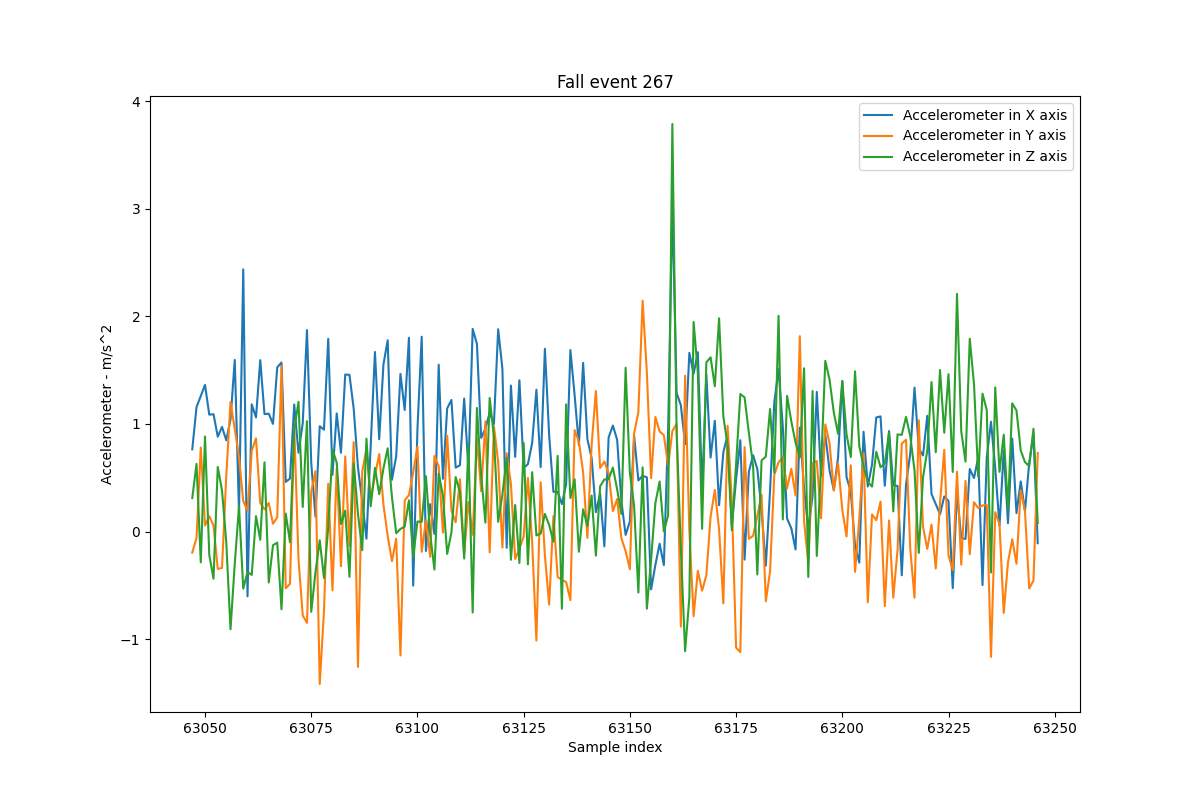 Fall event 267
Accelerometer in X axis
Accelerometer in Y axis
Accelerometer in Z axis
Accelerometer - m/s^2
4
3
2
1
0
−1
63050 63075 63100 63125 63150 63175 63200 63225 63250
Sample index